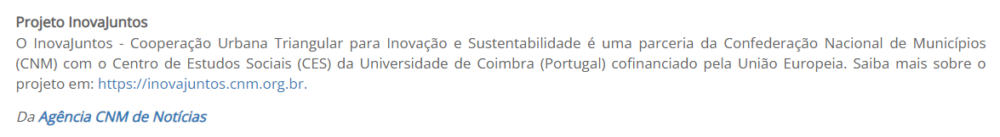 Projeto InovaJuntos
O InovaJuntos - Cooperação Urbana Triangular para Inovação e Sustentabilidade é uma parceria da Confederação Nacional de Municípios
(CNM) com o Centro de Estudos Sociais (CES) da Universidade de Coimbra (Portugal) cofinanciado pela União Europeia. Saiba mais sobre o
projeto em: https://inovajuntos.cnm.org.br.
Da Agência CNM de Notícias